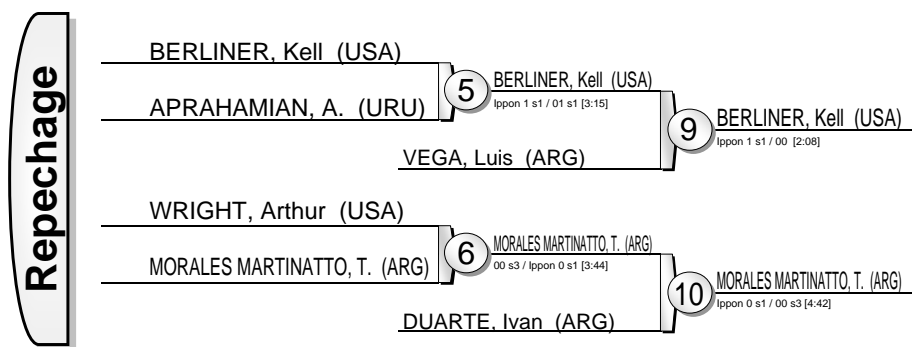 Repechage
BERLINER, Kell (USA)
APRAHAMIAN, A. (URU)
5
BERLINER, Kell (USA)
Ippon 1 s1 / 01 s1 [3:15]
VEGA, Luis (ARG)
9
BERLINER, Kell (USA)
Ippon 1 s1 / 00 [2:08]
WRIGHT, Arthur (USA)
MORALES MARTINATTO, T. (ARG)
6
MORALES MARTINATTO, T. (ARG)
00 s3 / Ippon 0 s1 [3:44]
DUARTE, Ivan (ARG)
10
MORALES MARTINATTO, T. (ARG)
Ippon 0 s1 / 00 s3 [4:42]